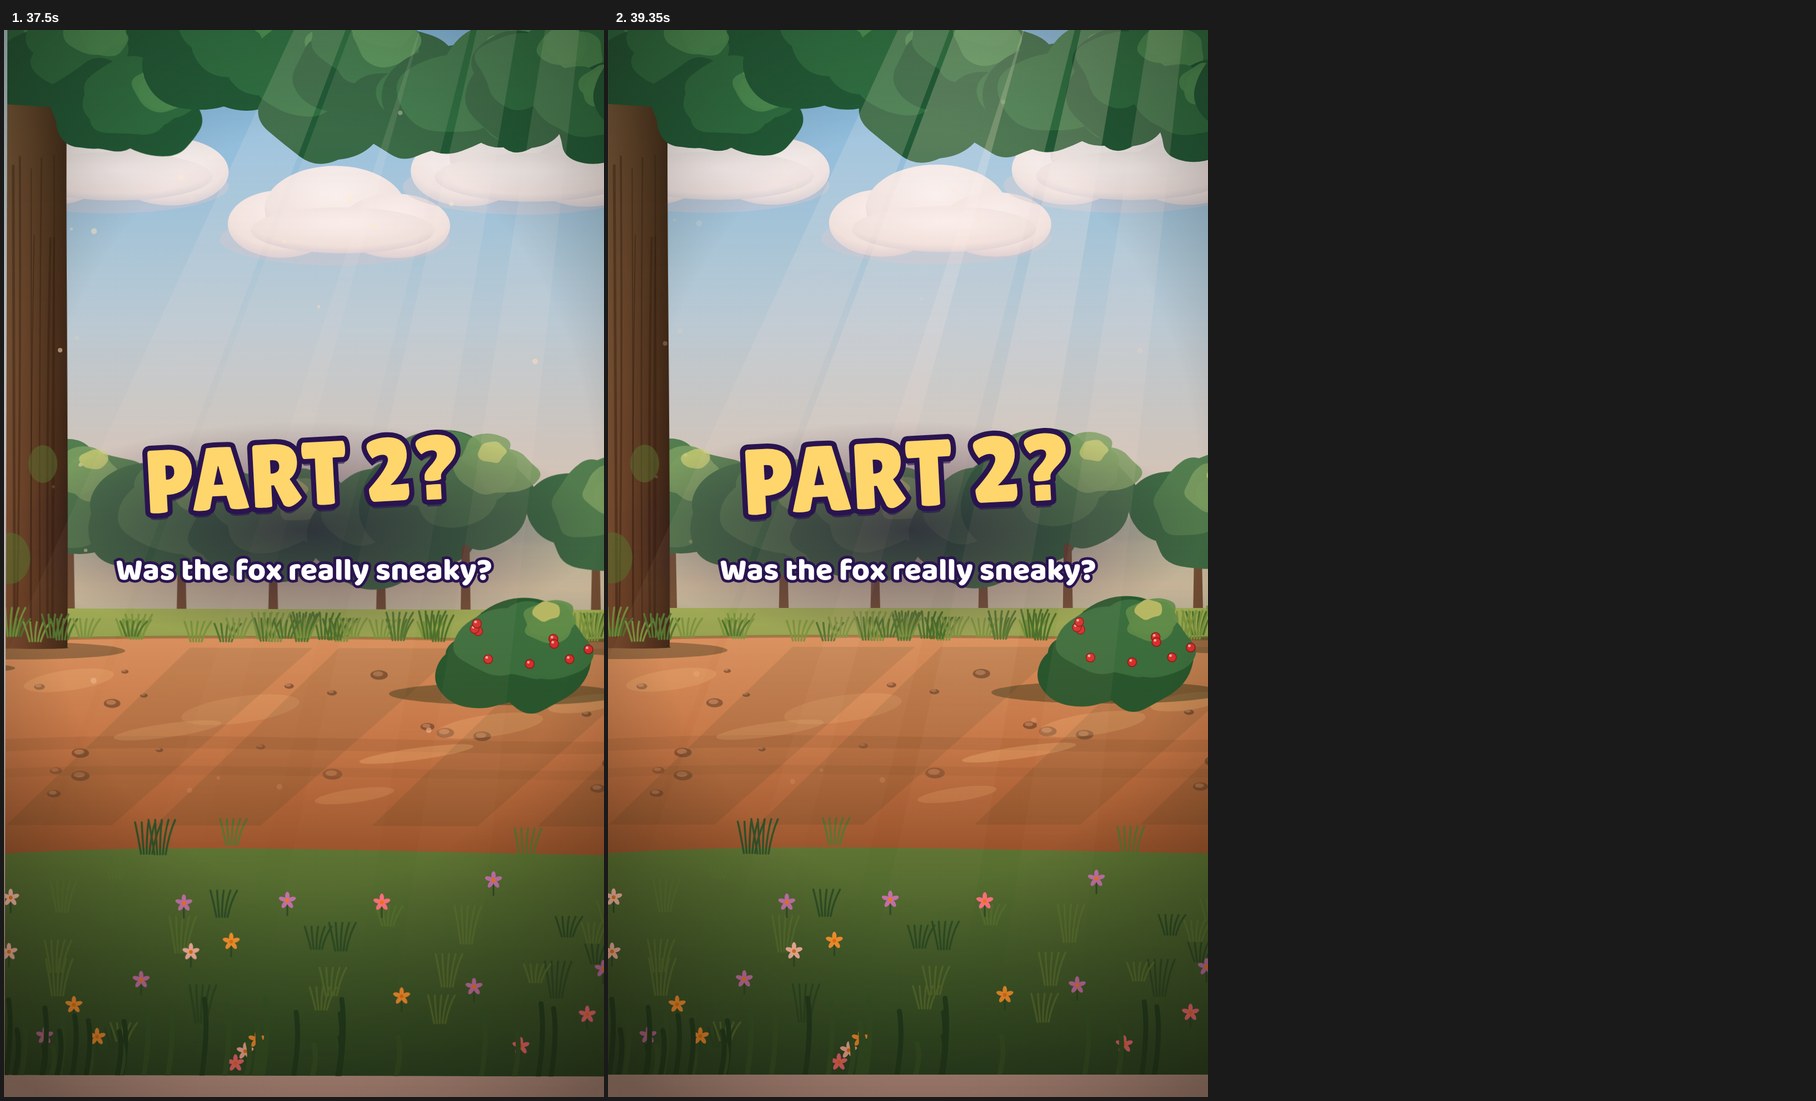 1. 37.5s
PART 2?
Was the fox really sneaky?
2. 39.35s
PART 2?
Was the fox really sneaky?